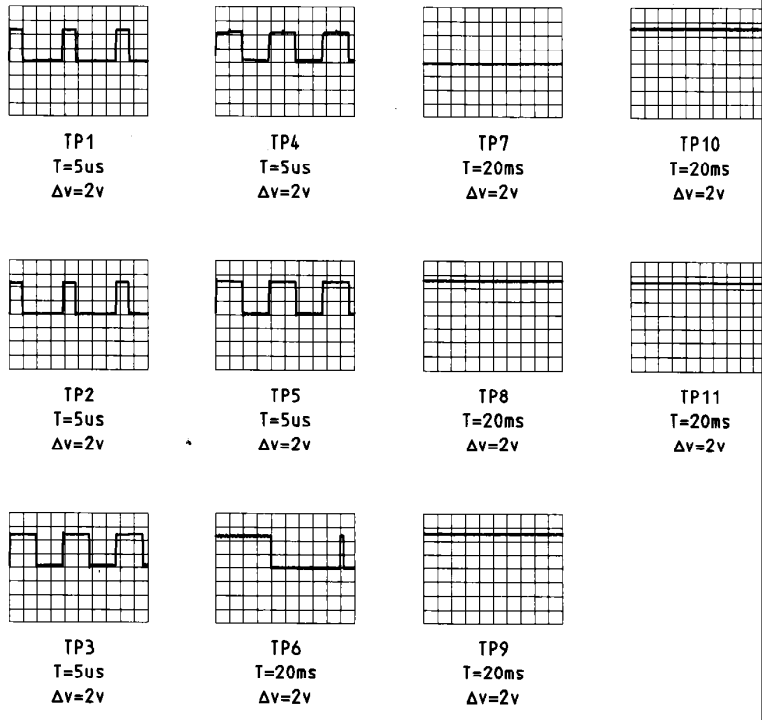 TP1
T=5us
Δv=2v
TP4
T=5us
Δv=2v
TP7
T=20ms
Δv=2v
TP10
T=20ms
Δv=2v
TP2
T=5us
Δv=2v
TP5
T=5us
Δv=2v
TP8
T=20ms
Δv=2v
TP11
T=20ms
Δv=2v
TP3
T=5us
Δv=2v
TP6
T=20ms
Δv=2v
TP9
T=20ms
Δv=2v